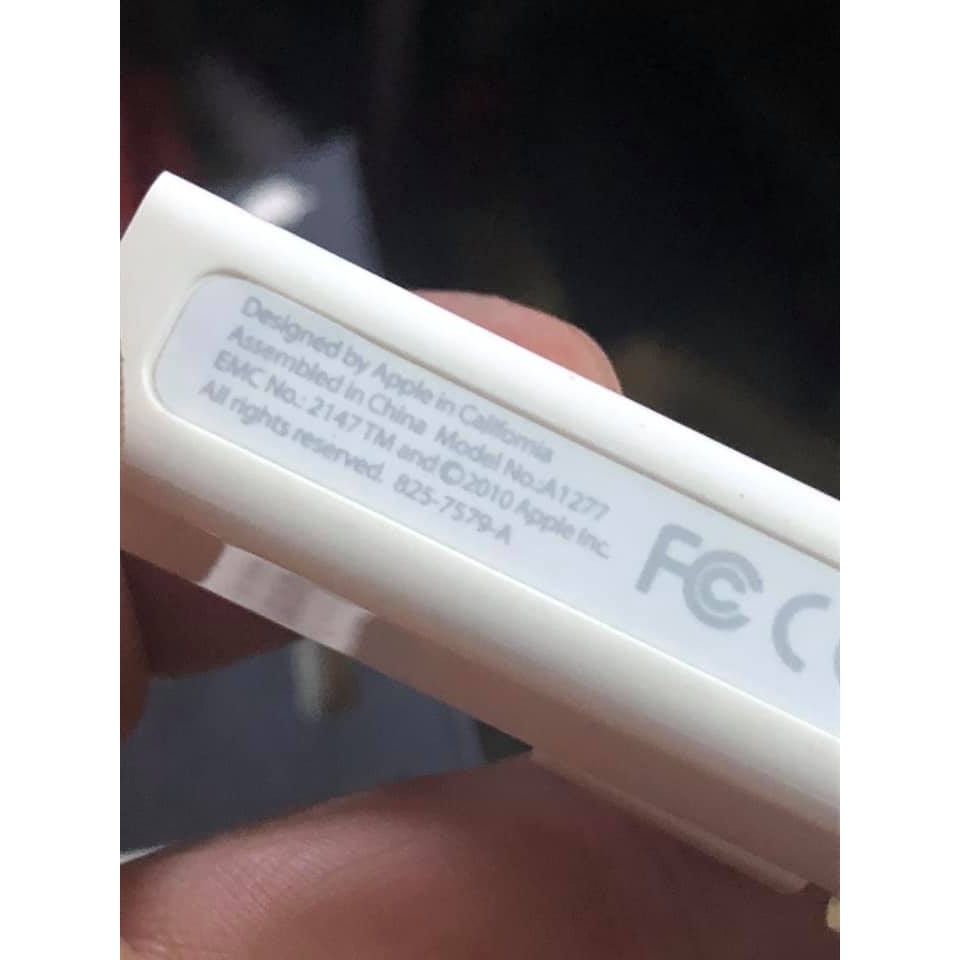 Designed by Apple in California
Assembled in China Model No.:A1277
EMC No.: 2147 TM and ©2010 Apple Inc.
All rights reserved. 825-7579-A
FC CE